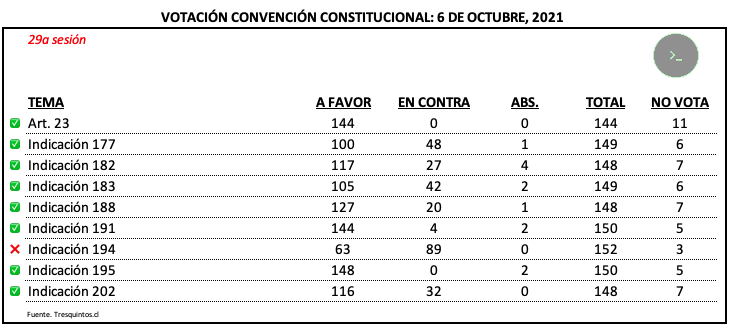 VOTACIÓN CONVENCIÓN CONSTITUCIONAL: 6 DE OCTUBRE, 2021
29a sesión
>_
TEMA A FAVOR EN CONTRA ABS. TOTAL NO VOTA
Art. 23 144 0 0 144 11
Indicación 177 100 48 1 149 6
Indicación 182 117 27 4 148 7
Indicación 183 105 42 2 149 6
Indicación 188 127 20 1 148 7
Indicación 191 144 4 2 150 5
Indicación 194 63 89 0 152 3
Indicación 195 148 0 2 150 5
Indicación 202 116 32 0 148 7
Fuente. Tresquintos.cl